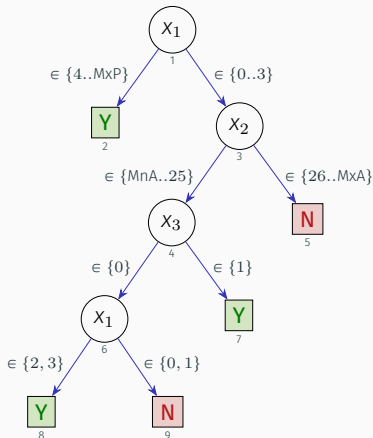 X₁
1
∈ {4..MxP}
∈ {0..3}
Y
2
X₂
3
∈ {MnA..25}
∈ {26..MxA}
X₃
4
N
5
∈ {0}
∈ {1}
X₁
6
Y
7
∈ {2, 3}
∈ {0, 1}
Y
8
N
9